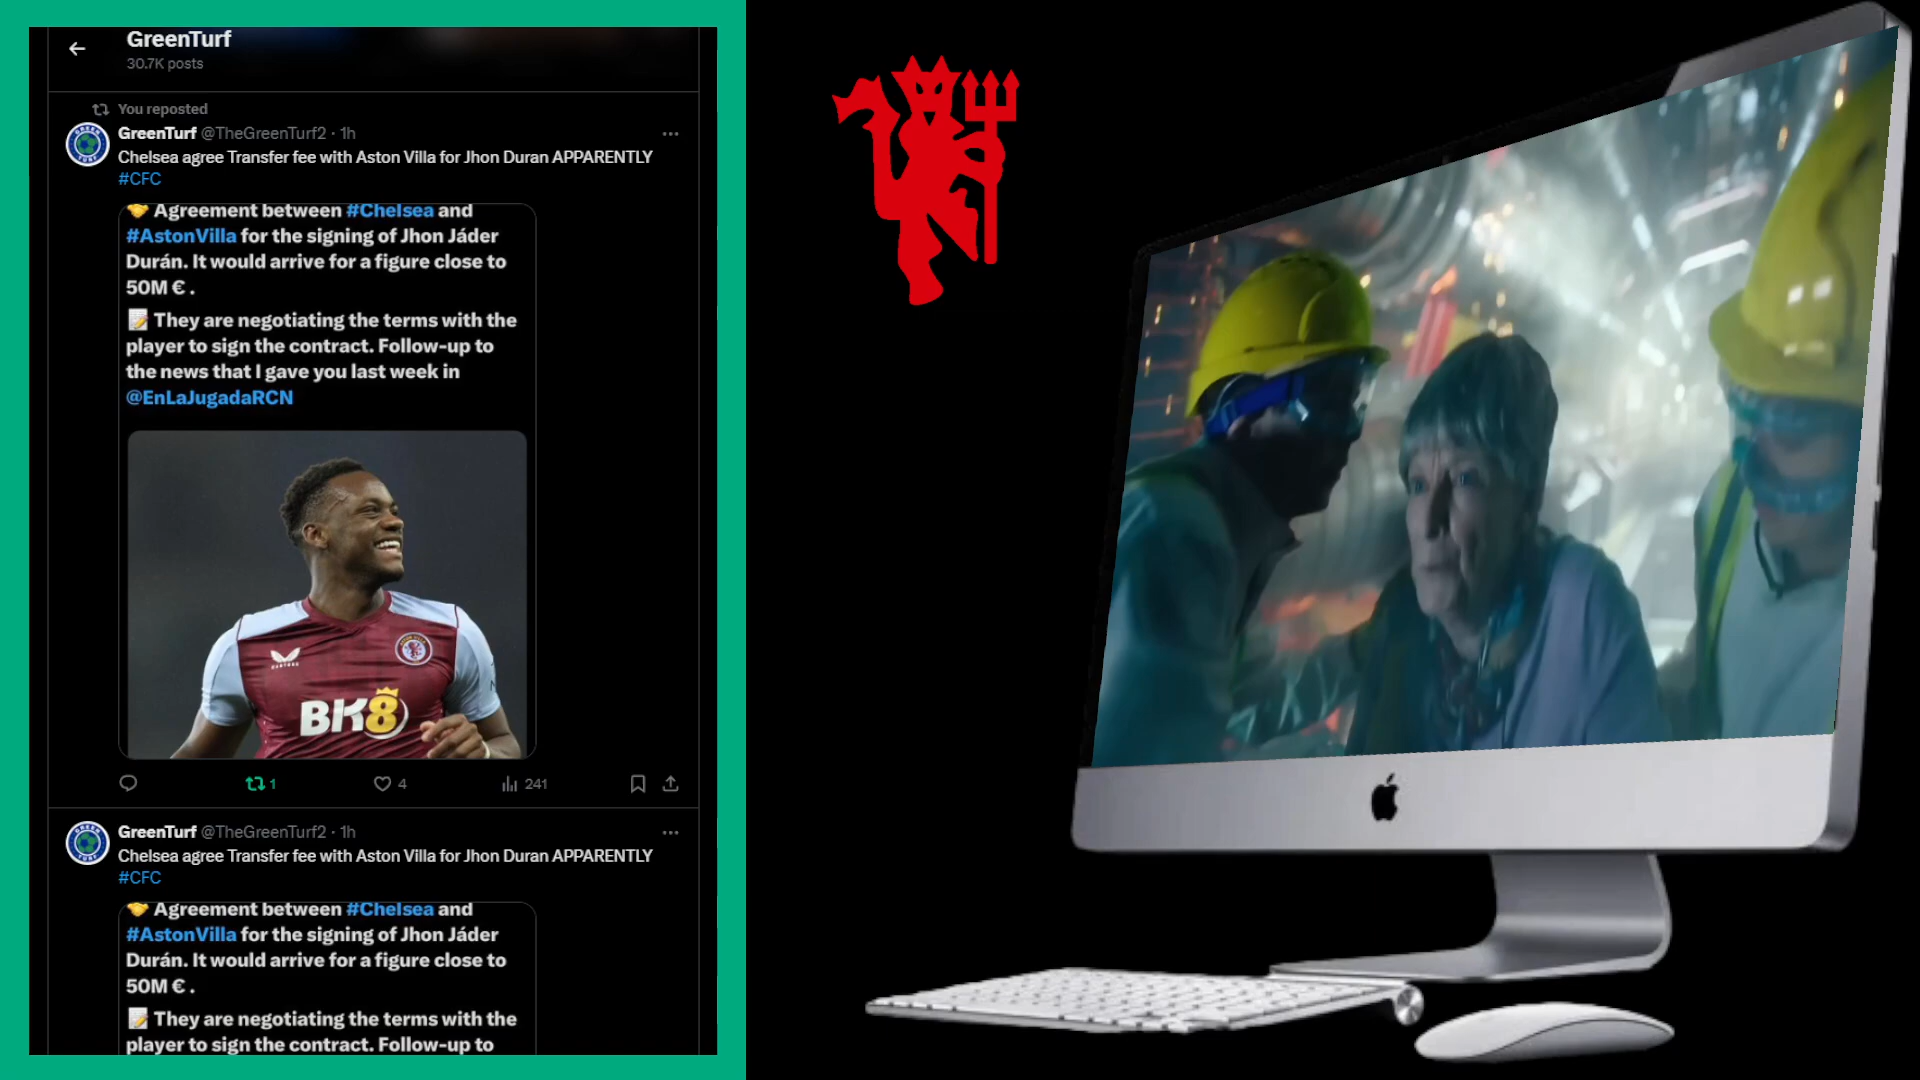 GreenTurf
30.7K posts
You reposted
GreenTurf @TheGreenTurf2 · 1h
Chelsea agree Transfer fee with Aston Villa for Jhon Duran APPARENTLY
#CFC
🤝 Agreement between #Chelsea and
#AstonVilla for the signing of Jhon Jáder
Durán. It would arrive for a figure close to
50M € .
📝 They are negotiating the terms with the
player to sign the contract. Follow-up to
the news that I gave you last week in
@EnLaJugadaRCN
BK8
1 4 241
GreenTurf @TheGreenTurf2 · 1h
Chelsea agree Transfer fee with Aston Villa for Jhon Duran APPARENTLY
#CFC
🤝 Agreement between #Chelsea and
#AstonVilla for the signing of Jhon Jáder
Durán. It would arrive for a figure close to
50M € .
📝 They are negotiating the terms with the
player to sign the contract. Follow-up to